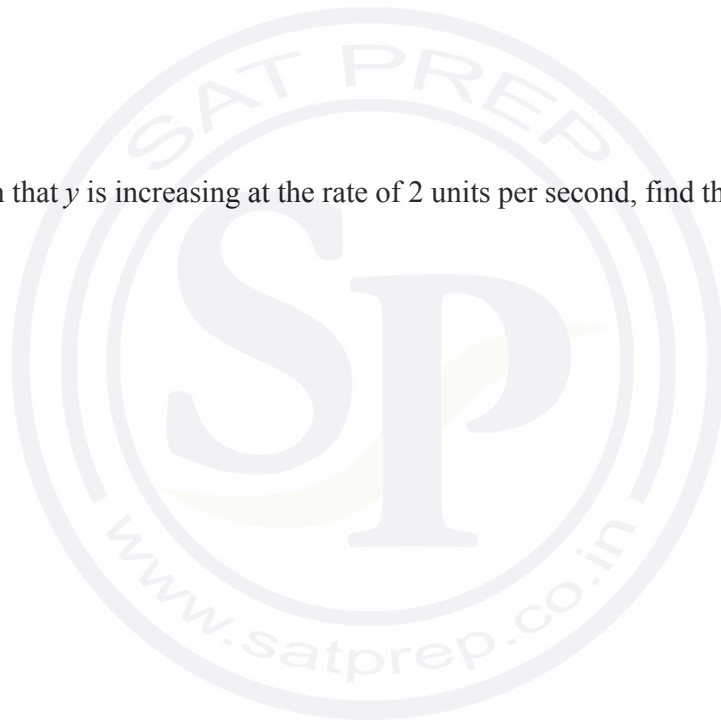 SAT PREP
that y is increasing at the rate of 2 units per second, find
SP
www.satprep.co.in